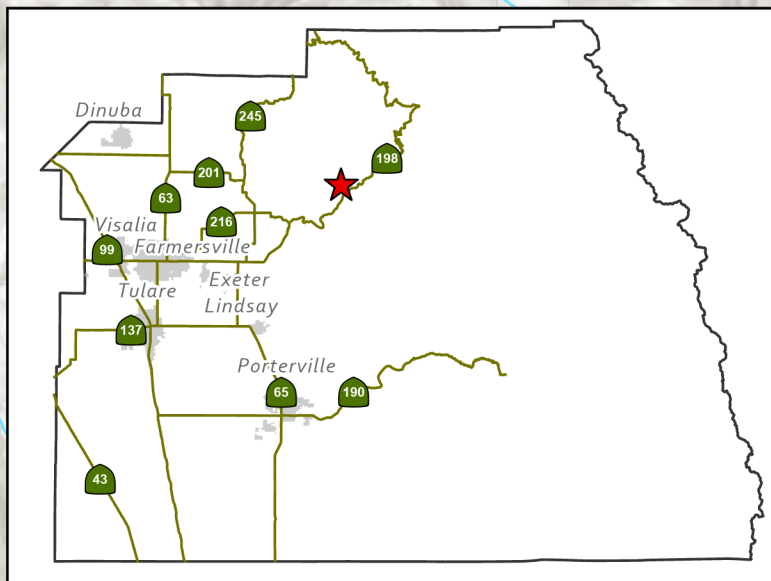 Dinuba
245
198
201
63
216
Visalia
99
Farmersville
Exeter
Tulare
Lindsay
137
Porterville
65
190
43